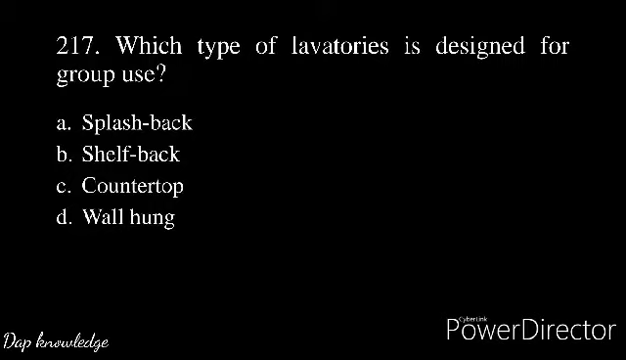 217. Which type of lavatories is designed for
group use?
a. Splash-back
b. Shelf-back
c. Countertop
d. Wall hung
CyberLink
PowerDirector
Dap knowledge